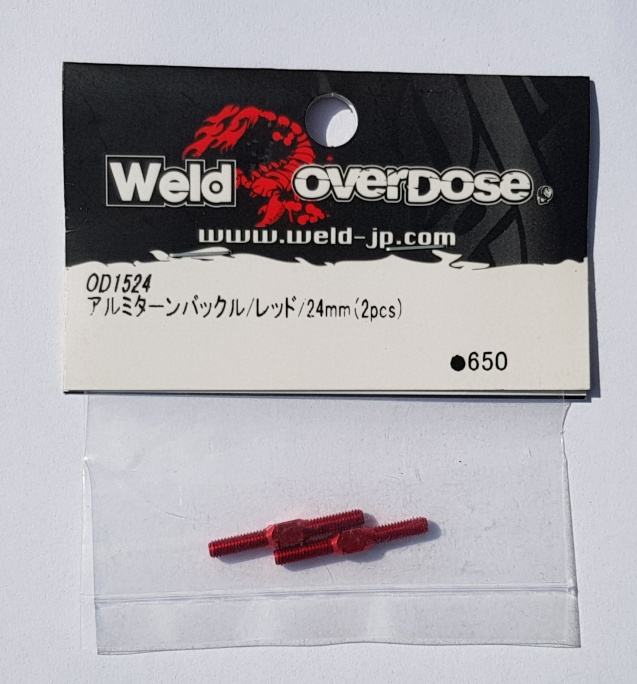 Weld OVERDOSE
www.weld-jp.com
OD1524
アルミターンバックル/レッド/24mm(2pcs)
●650